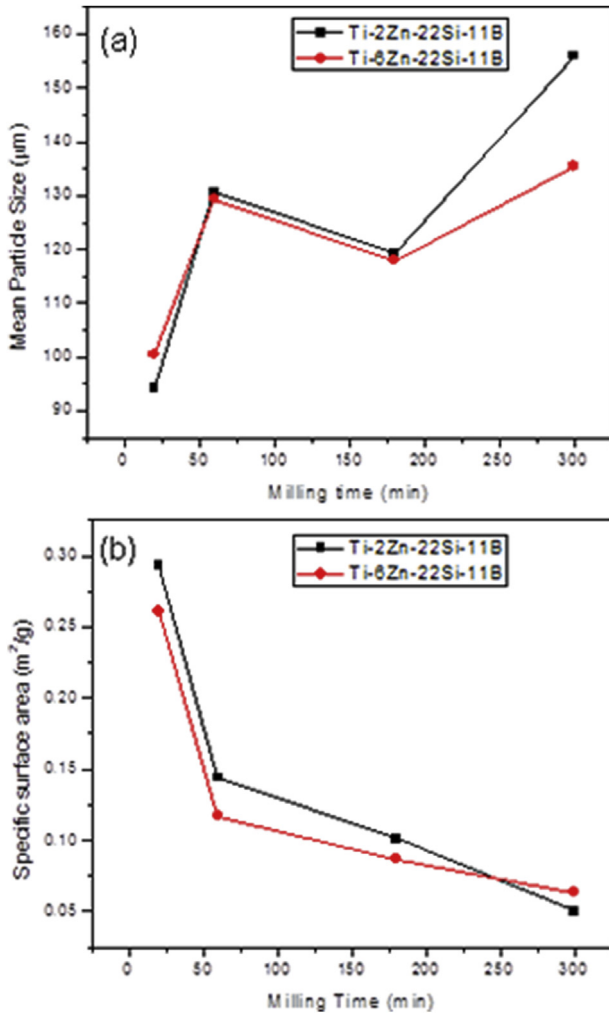 (a)
Ti-2Zn-22Si-11B
Ti-6Zn-22Si-11B
160
150
140
130
120
110
100
90
Mean Particle Size (μm)
0 50 100 150 200 250 300
Milling time (min)
(b)
Ti-2Zn-22Si-11B
Ti-6Zn-22Si-11B
0.30
0.25
0.20
0.15
0.10
0.05
Specific surface area (m²/g)
0 50 100 150 200 250 300
Milling Time (min)